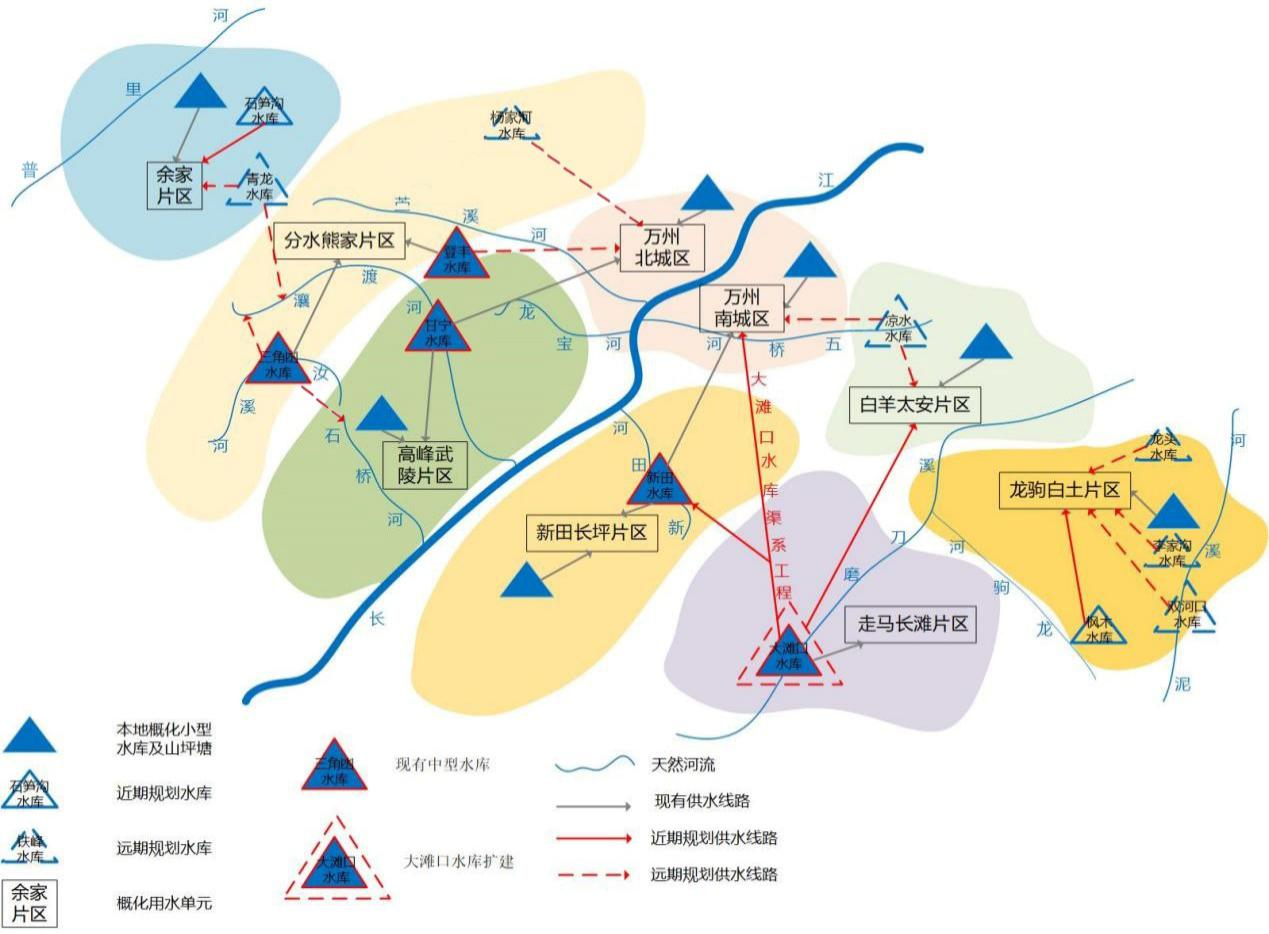 河
里
普
石笋沟
水库
余家
片区
青龙
水库
杨家河
水库
江
苎
溪
河
分水熊家片区
登丰
水库
万州
北城区
瀼
渡
河
甘宁
水库
龙
宝
河
万州
南城区
河
桥
五
凉水
水库
三角凼
水库
汝
溪
河
石
桥
河
高峰武
陵片区
白羊太安片区
大
滩
口
水
库
渠
系
工
程
河
田
新
新田
水库
新田长坪片区
长
溪
刀
磨
河
驹
龙
龙驹白土片区
龙头
水库
李家沟
水库
双河口
水库
枫木
水库
河
溪
泥
走马长滩片区
大滩口
水库
本地概化小型
水库及山坪塘
石笋沟
水库
近期规划水库
铁峰
水库
远期规划水库
余家
片区
概化用水单元
三角凼
水库
现有中型水库
大滩口
水库
大滩口水库扩建
天然河流
现有供水线路
近期规划供水线路
远期规划供水线路